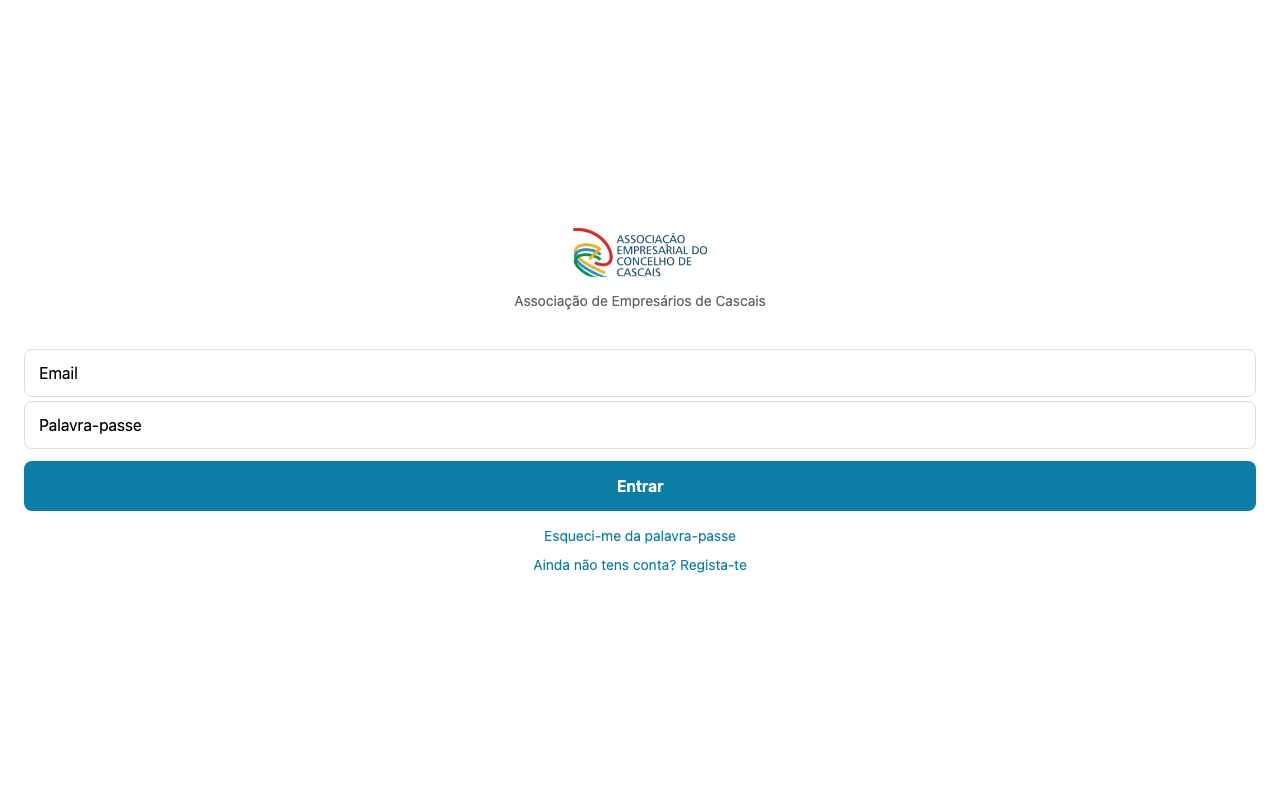 ASSOCIAÇÃO
EMPRESARIAL DO
CONCELHO DE
CASCAIS
Associação de Empresários de Cascais
Email
Palavra-passe
Entrar
Esqueci-me da palavra-passe
Ainda não tens conta? Regista-te